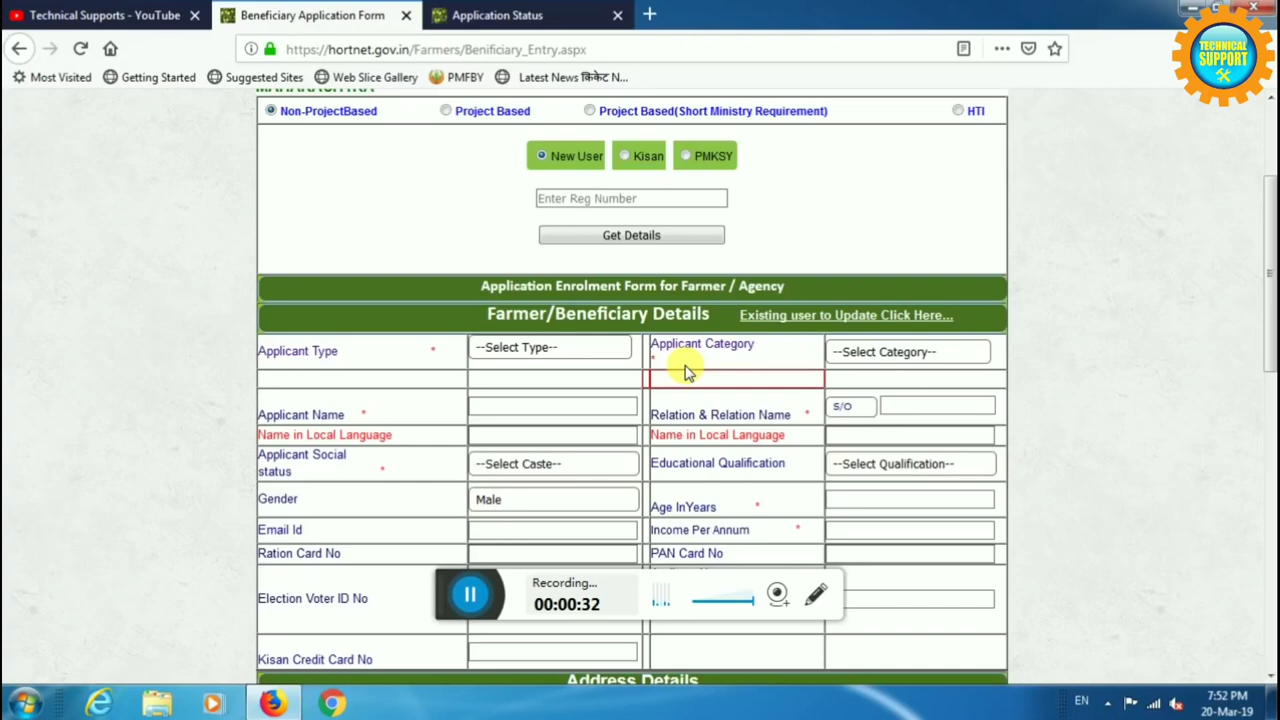 Technical Supports - YouTube
Beneficiary Application Form
Application Status
https://hortnet.gov.in/Farmers/Benificiary_Entry.aspx
TECHNICAL
SUPPORT
Most Visited
Getting Started
Suggested Sites
Web Slice Gallery
PMFBY
Latest News क्रिकेट N...
MAHARASHTRA
Non-ProjectBased
Project Based
Project Based(Short Ministry Requirement)
HTI
New User
Kisan
PMKSY
Enter Reg Number
Get Details
Application Enrolment Form for Farmer / Agency
Farmer/Beneficiary Details
Existing user to Update Click Here...
Applicant Type *
--Select Type--
Applicant Category
*
--Select Category--
Applicant Name *
Relation & Relation Name *
S/O
Name in Local Language
Name in Local Language
Applicant Social
status *
--Select Caste--
Educational Qualification
--Select Qualification--
Gender
Male
Age InYears *
Email Id
Income Per Annum *
Ration Card No
PAN Card No
Election Voter ID No
Recording...
00:00:32
Kisan Credit Card No
Address Details
EN
7:52 PM
20-Mar-19